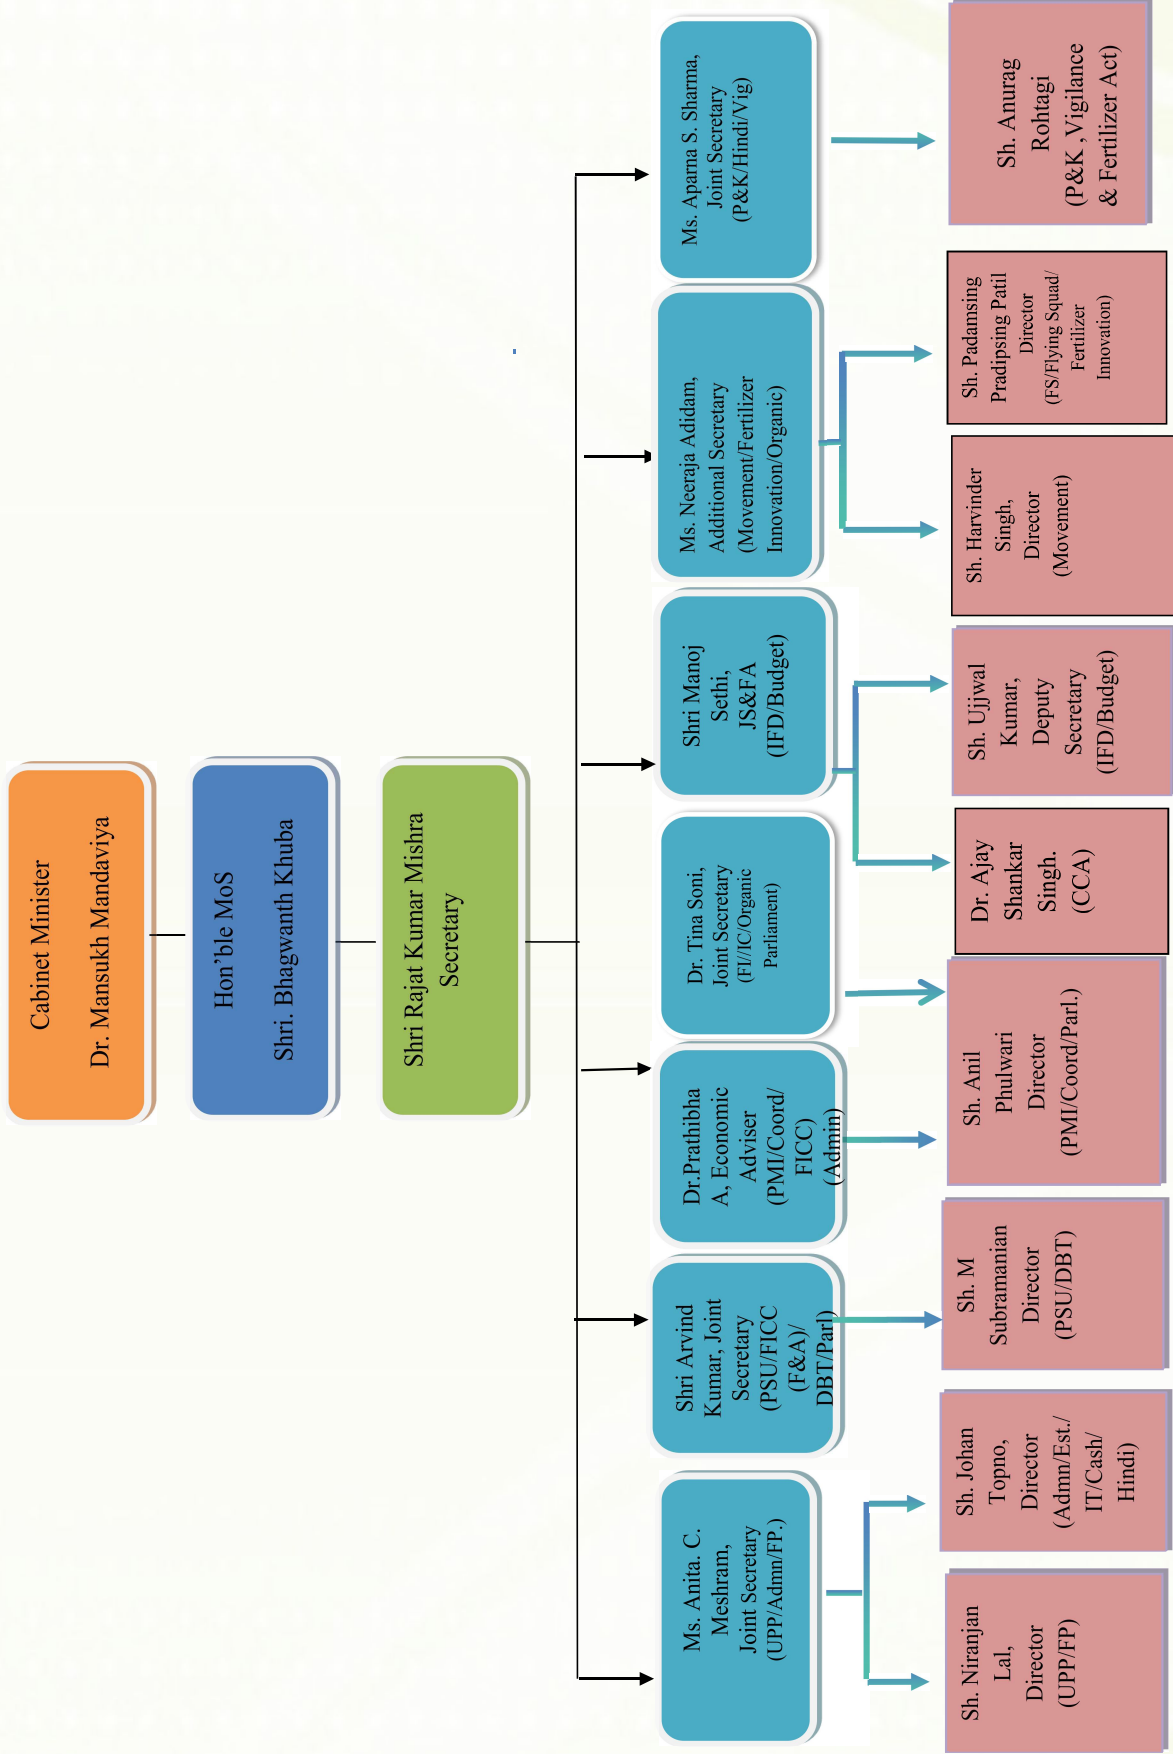 Cabinet Minister
Dr. Mansukh Mandaviya
Hon’ble MoS
Shri. Bhagwanth Khuba
Shri Rajat Kumar Mishra
Secretary
Ms. Anita. C.
Meshram,
Joint Secretary
(UPP/Admn/FP.)
Shri Arvind
Kumar, Joint
Secretary
(PSU/FICC
(F&A)/
DBT/Parl)
Dr.Prathibha
A, Economic
Adviser
(PMI/Coord/
FICC)
(Admin)
Dr. Tina Soni,
Joint Secretary
(FI//IC/Organic
Parliament)
Shri Manoj
Sethi,
JS&FA
(IFD/Budget)
Ms. Neeraja Adidam,
Additional Secretary
(Movement/Fertilizer
Innovation/Organic)
Ms. Aparna S. Sharma,
Joint Secretary
(P&K/Hindi/Vig)
Sh. Niranjan
Lal,
Director
(UPP/FP)
Sh. Johan
Topno,
Director
(Admn/Est./
IT/Cash/
Hindi)
Sh. M
Subramanian
Director
(PSU/DBT)
Sh. Anil
Phulwari
Director
(PMI/Coord/Parl.)
Dr. Ajay
Shankar
Singh.
(CCA)
Sh. Ujjwal
Kumar,
Deputy
Secretary
(IFD/Budget)
Sh. Harvinder
Singh,
Director
(Movement)
Sh. Padamsing
Pradipsing Patil
Director
(FS/Flying Squad/
Fertilizer
Innovation)
Sh. Anurag
Rohtagi
(P&K ,Vigilance
& Fertilizer Act)